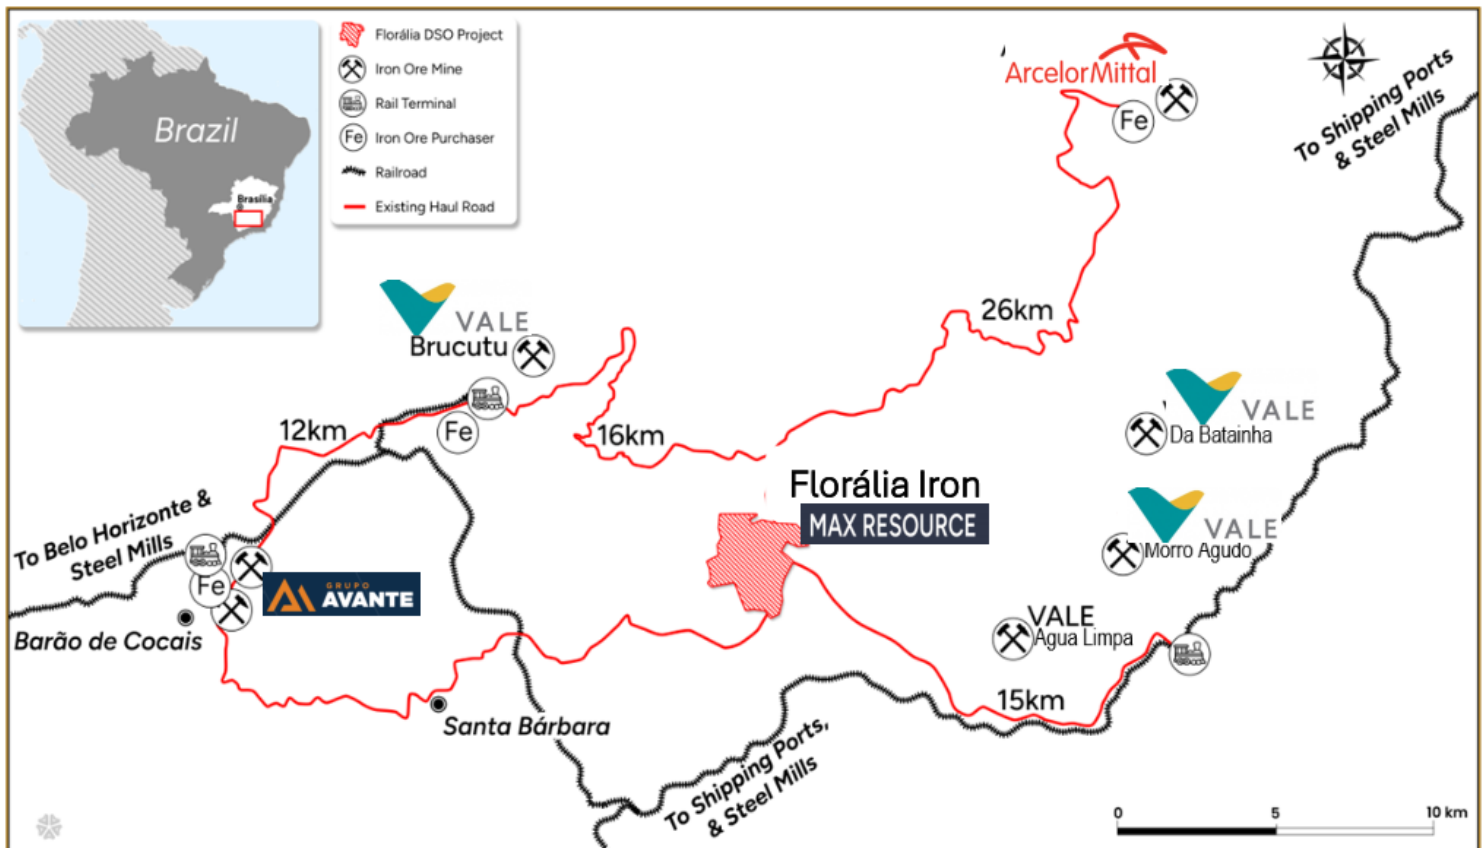 Brazil
Brasília
Florália DSO Project
Iron Ore Mine
Rail Terminal
Fe
Iron Ore Purchaser
Railroad
Existing Haul Road
ArcelorMittal
Fe
To Shipping Ports
& Steel Mills
26km
VALE
Brucutu
12km
Fe
16km
VALE
Da Batainha
Florália Iron
MAX RESOURCE
VALE
Morro Agudo
To Belo Horizonte &
Steel Mills
Fe
GRUPO
AVANTE
Barão de Cocais
VALE
Agua Limpa
15km
Santa Bárbara
To Shipping Ports,
& Steel Mills
0 5 10 km